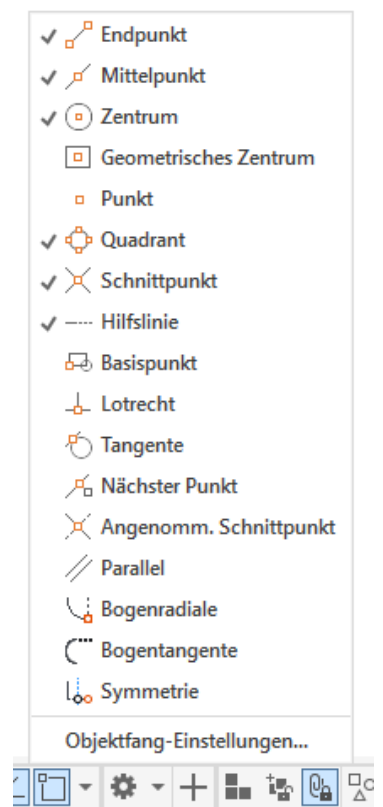 Endpunkt
Mittelpunkt
Zentrum
Geometrisches Zentrum
Punkt
Quadrant
Schnittpunkt
Hilfslinie
Basispunkt
Lotrecht
Tangente
Nächster Punkt
Angenomm. Schnittpunkt
Parallel
Bogenradiale
Bogentangente
Symmetrie
Objektfang-Einstellungen...